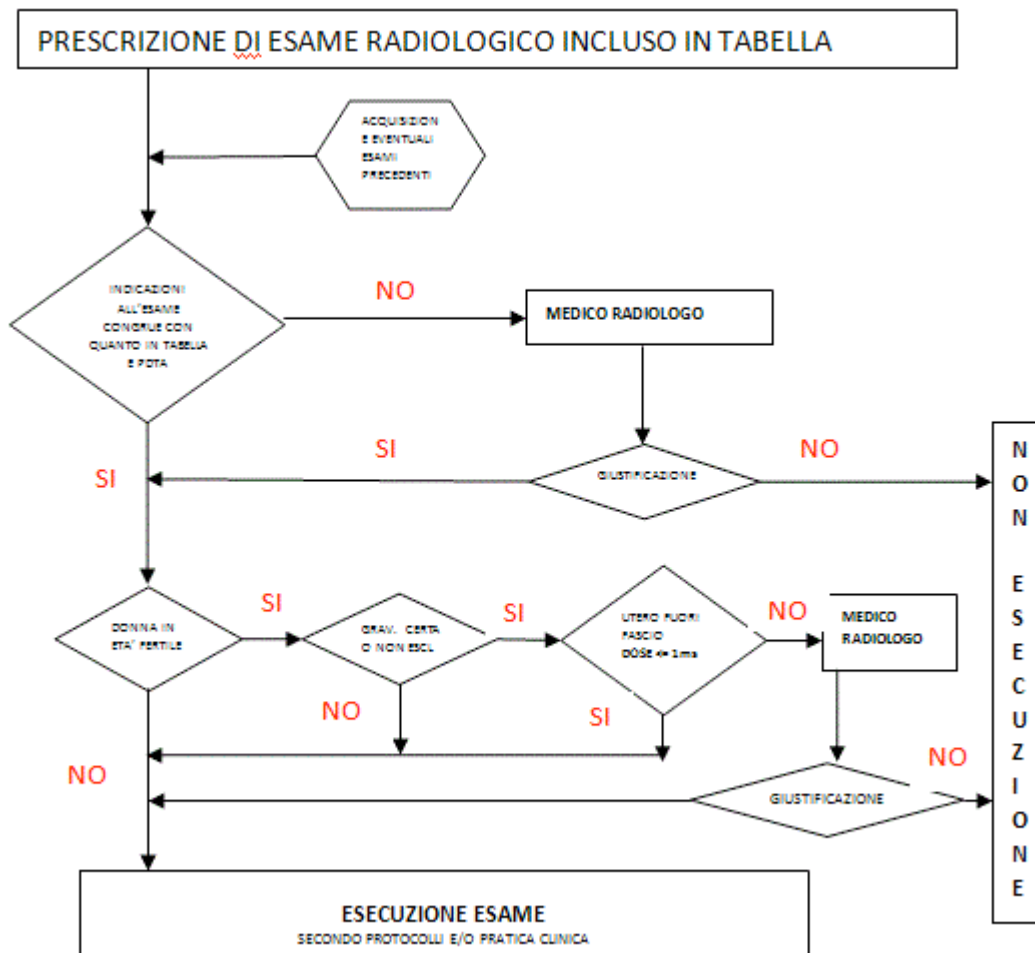 PRESCRIZIONE DI ESAME RADIOLOGICO INCLUSO IN TABELLA
ACQUISIZION
E EVENTUALI
ESAMI
PRECEDENTI
INDICAZIONI
ALL'ESAME
CONGRUE CON
QUANTO IN TABELLA
E PDTA
NO
MEDICO RADIOLOGO
SI
SI
GIUSTIFICAZIONE
NO
DONNA IN
ETA' FERTILE
SI
GRAV. CERTA
O NON ESCL
SI
UTERO FUORI
FASCIO
DOSE <= 1ms
NO
MEDICO
RADIOLOGO
NO
SI
NO
GIUSTIFICAZIONE
NO
NON ESECUZIONE
ESECUZIONE ESAME
SECONDO PROTOCOLLI E/O PRATICA CLINICA